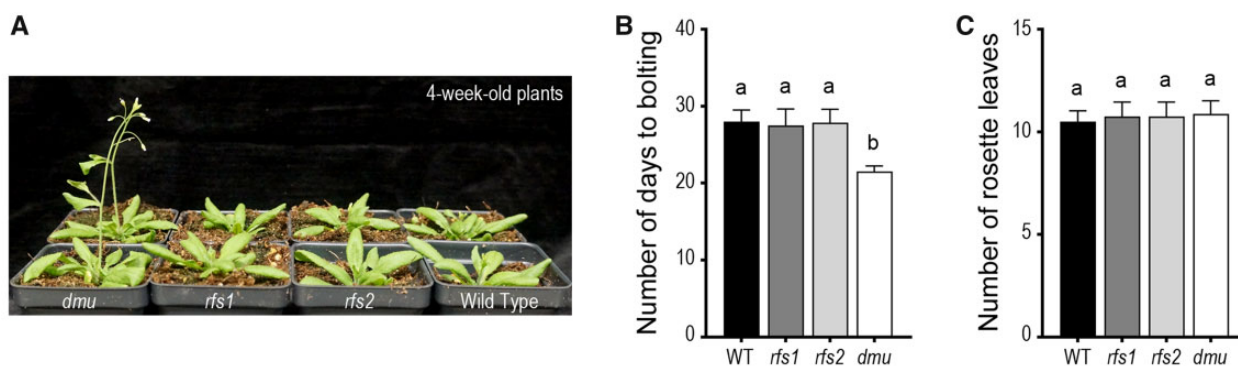 A
4-week-old plants
dmu
rfs1
rfs2
Wild Type
B
Number of days to bolting
40
30
20
10
0
a
a
a
b
WT
rfs1
rfs2
dmu
C
Number of rosette leaves
15
10
5
0
a
a
a
a
WT
rfs1
rfs2
dmu